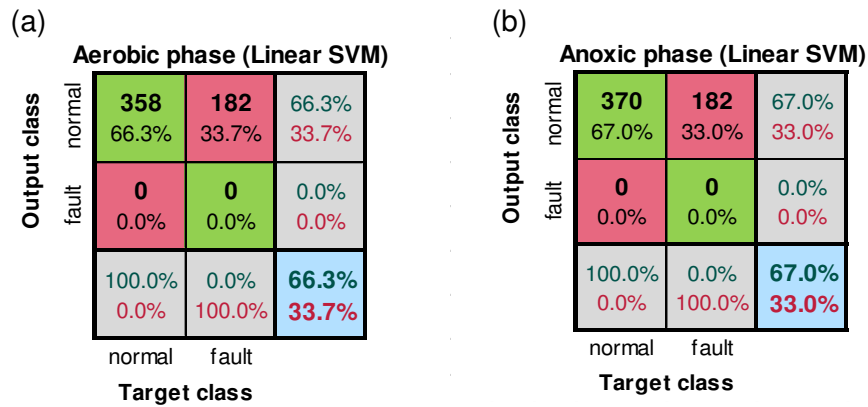 (a)
Aerobic phase (Linear SVM)
Output class
normal
358
66.3%
182
33.7%
66.3%
33.7%
fault
0
0.0%
0
0.0%
0.0%
0.0%
100.0%
0.0%
0.0%
100.0%
66.3%
33.7%
normal
fault
Target class
(b)
Anoxic phase (Linear SVM)
Output class
normal
370
67.0%
182
33.0%
67.0%
33.0%
fault
0
0.0%
0
0.0%
0.0%
0.0%
100.0%
0.0%
0.0%
100.0%
67.0%
33.0%
normal
fault
Target class